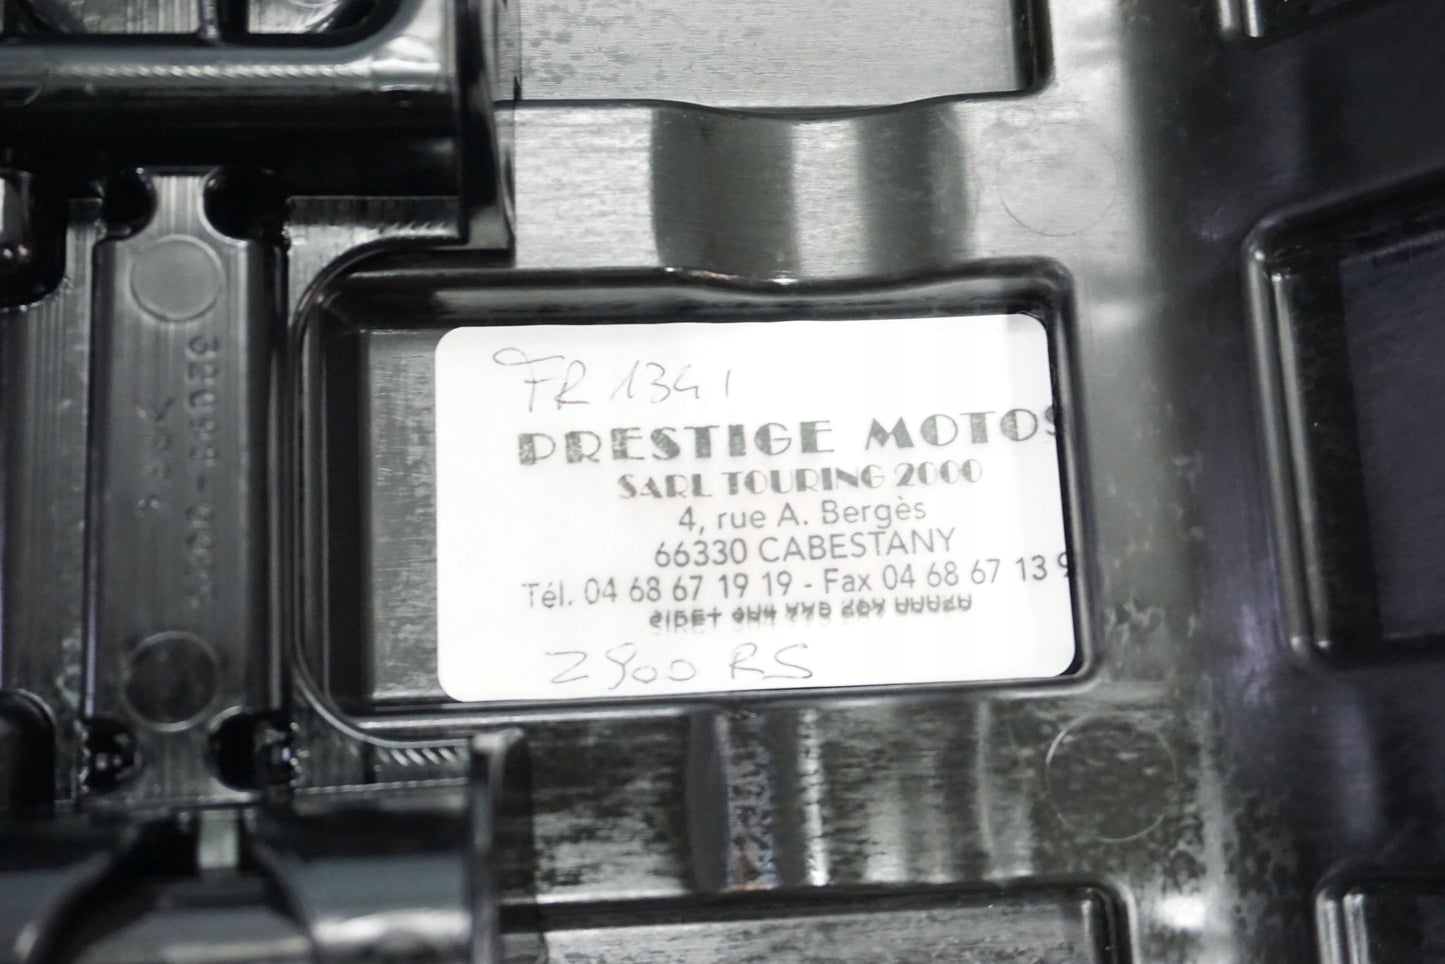 FR 1341
PRESTIGE MOTOS
SARL TOURING 2000
4, rue A. Bergès
66330 CABESTANY
Tél. 04 68 67 19 19 - Fax 04 68 67 13
Z900 RS